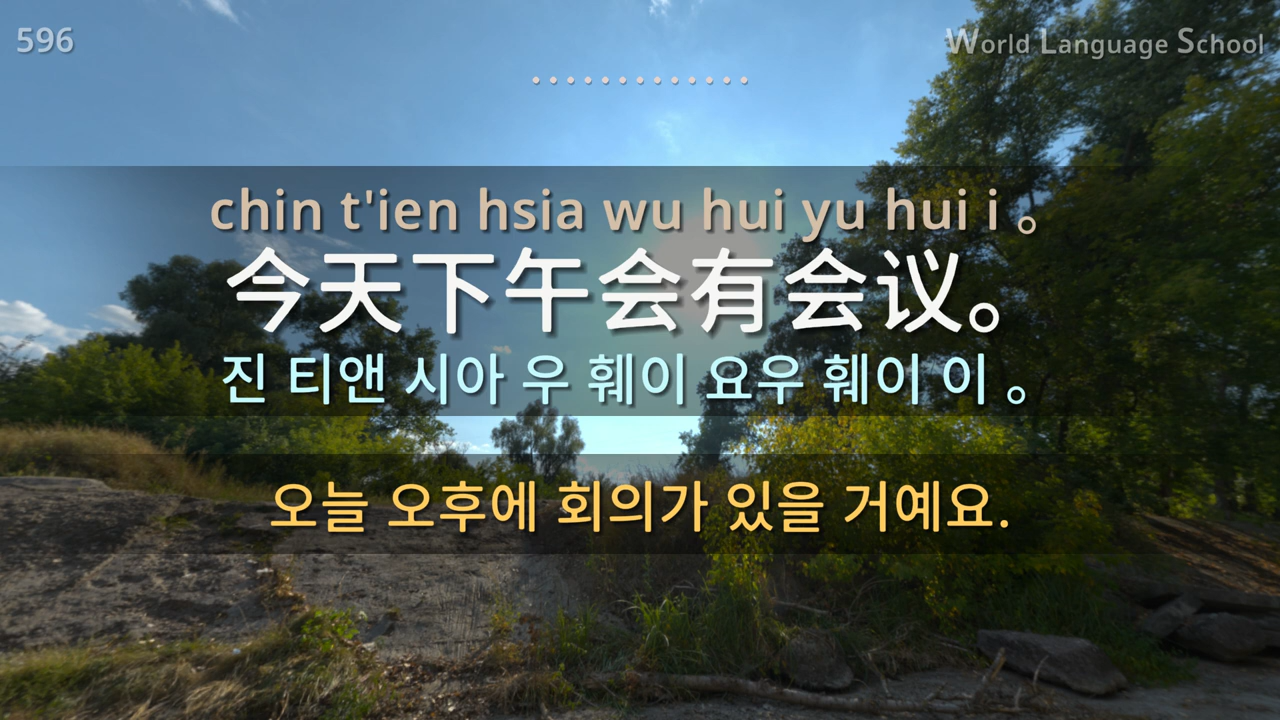 596
World Language School
· · · · · · · · · · · · ·
chin t'ien hsia wu hui yu hui i 。
今天下午会有会议。
진 티앤 시아 우 훼이 요우 훼이 이 。
오늘 오후에 회의가 있을 거예요.